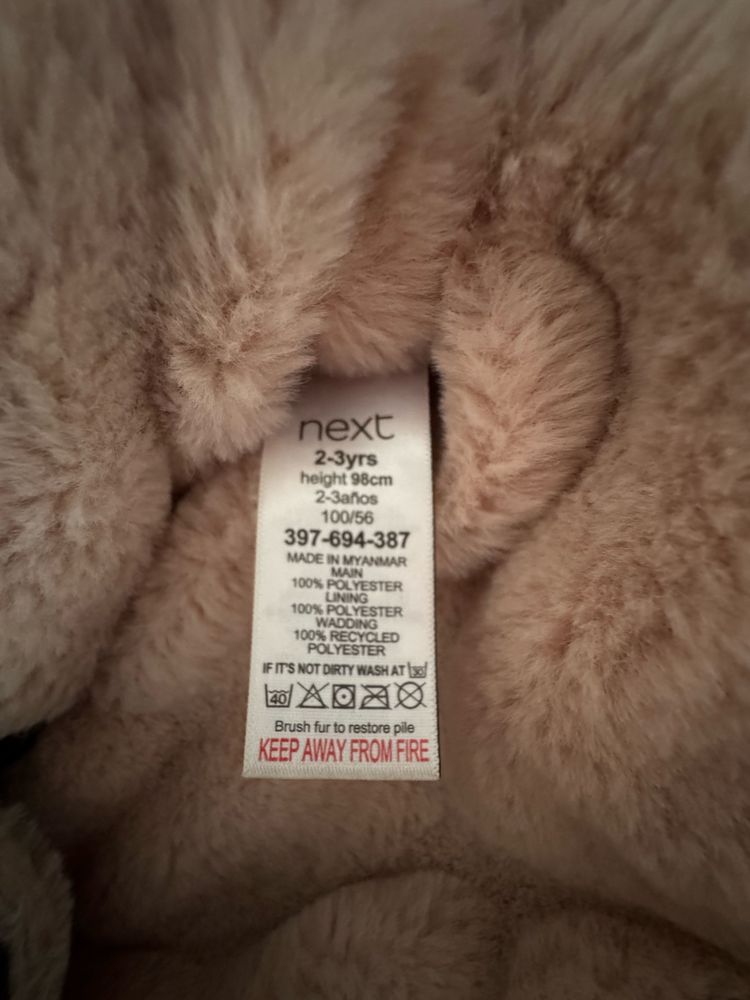 next
2-3yrs
height 98cm
2-3años
100/56
397-694-387
MADE IN MYANMAR
MAIN
100% POLYESTER
LINING
100% POLYESTER
WADDING
100% RECYCLED
POLYESTER
IF IT'S NOT DIRTY WASH AT 30
40
Brush fur to restore pile
KEEP AWAY FROM FIRE